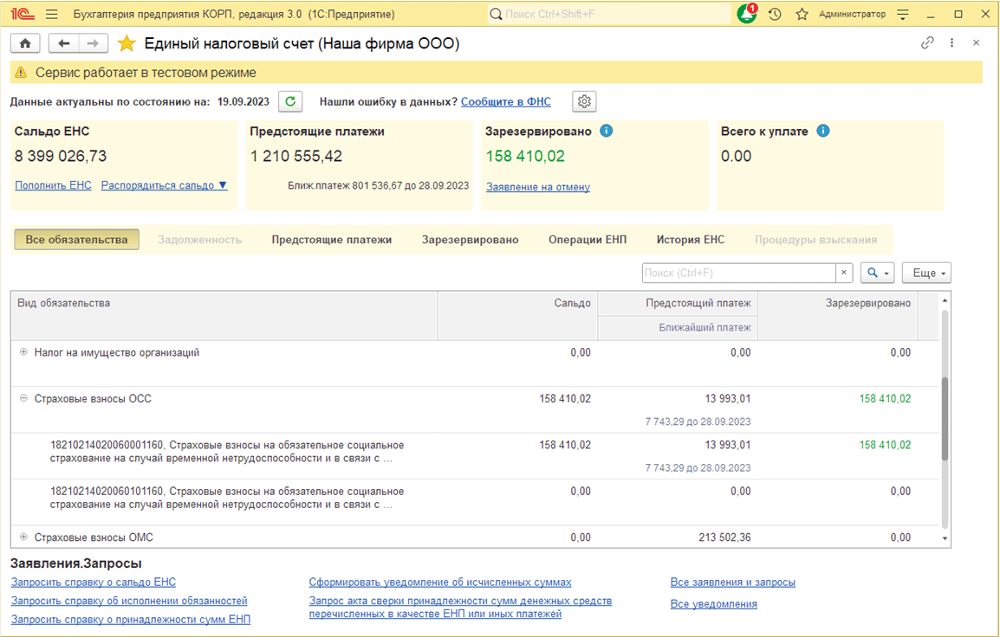 1С Бухгалтерия предприятия КОРП, редакция 3.0 (1С:Предприятие) Поиск Ctrl+Shift+F 1 Администратор
Единый налоговый счет (Наша фирма ООО)
Сервис работает в тестовом режиме
Данные актуальны по состоянию на: 19.09.2023 Нашли ошибку в данных? Сообщите в ФНС
Сальдо ЕНС Предстоящие платежи Зарезервировано Всего к уплате
8 399 026,73 1 210 555,42 158 410,02 0.00
Пополнить ЕНС Распорядиться сальдо Ближ.платеж 801 536,67 до 28.09.2023 Заявление на отмену
Все обязательства Задолженность Предстоящие платежи Зарезервировано Операции ЕНП История ЕНС Процедуры взыскания
Поиск (Ctrl+F) × Еще
Вид обязательства Сальдо Предстоящий платеж Зарезервировано
Ближайший платеж
Налог на имущество организаций 0,00 0,00 0,00
Страховые взносы ОСС 158 410,02 13 993,01 158 410,02
7 743,29 до 28.09.2023
18210214020060001160, Страховые взносы на обязательное социальное 158 410,02 13 993,01 158 410,02
страхование на случай временной нетрудоспособности и в связи с ...
7 743,29 до 28.09.2023
18210214020060101160, Страховые взносы на обязательное социальное 0,00 0,00 0,00
страхование на случай временной нетрудоспособности и в связи с ...
Страховые взносы ОМС 0,00 213 502,36 0,00
Заявления.Запросы
Запросить справку о сальдо ЕНС Сформировать уведомление об исчисленных суммах Все заявления и запросы
Запросить справку об исполнении обязанностей Запрос акта сверки принадлежности сумм денежных средств Все уведомления
перечисленных в качестве ЕНП или иных платежей
Запросить справку о принадлежности сумм ЕНП